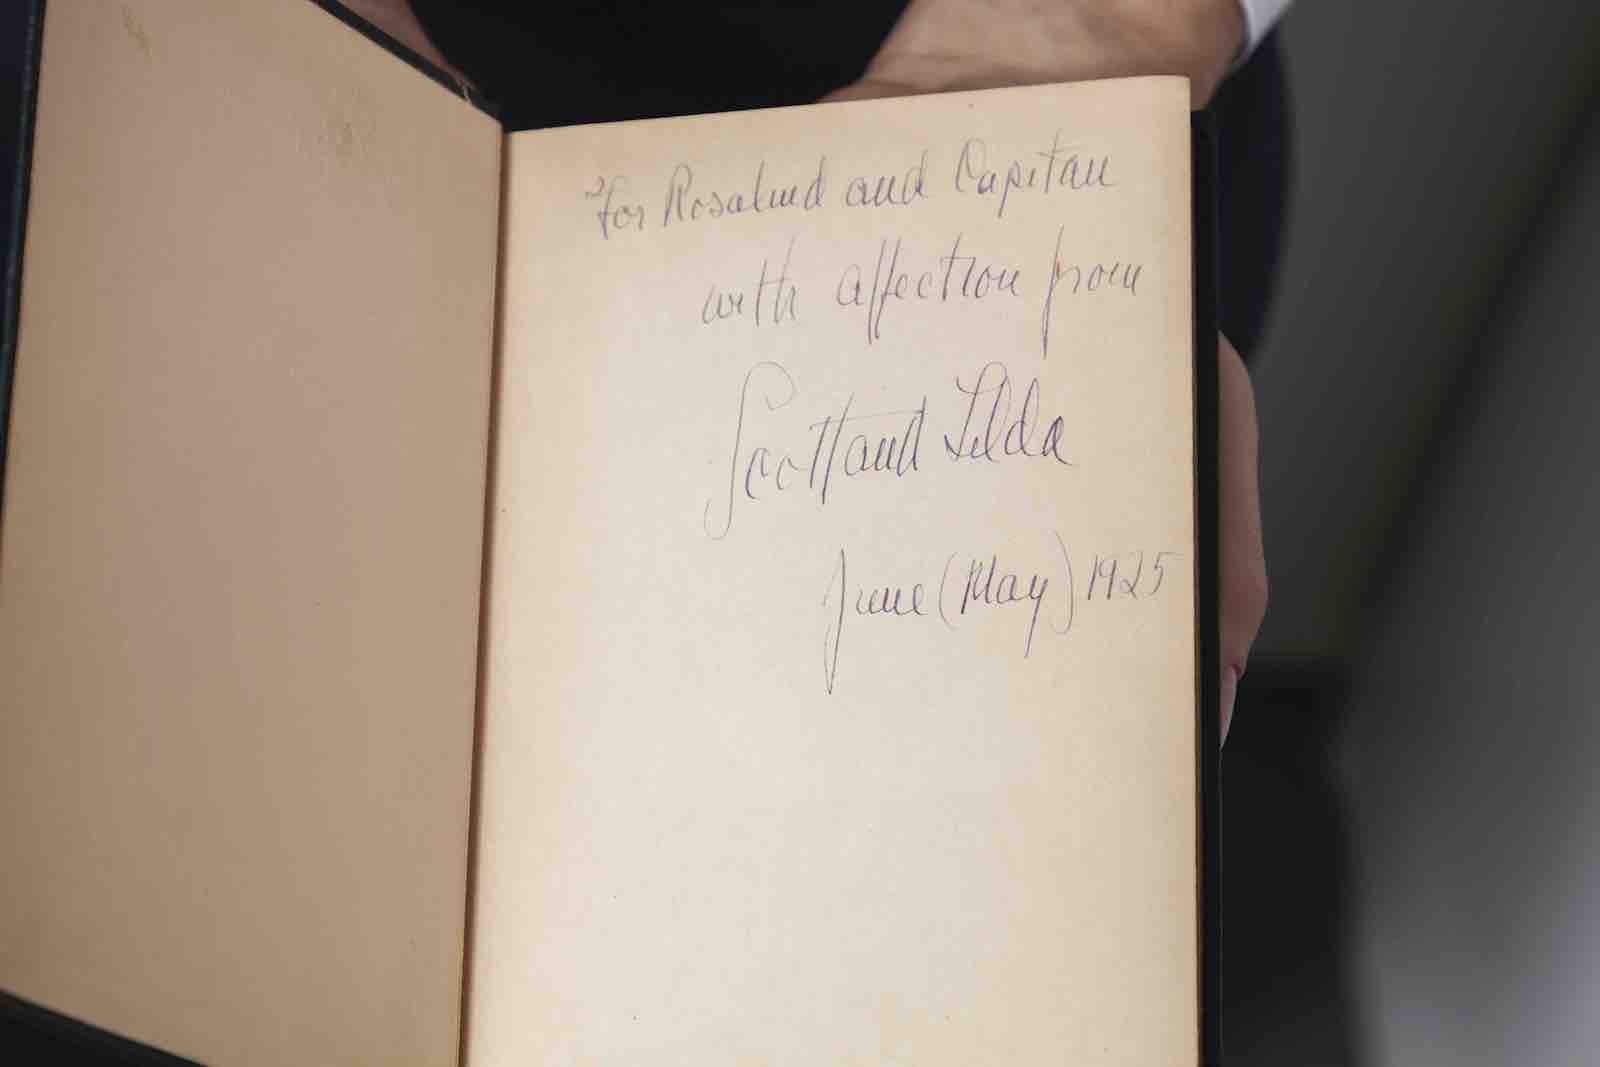 For Rosalind and Capitan
with affection from
Scott and Zelda
June (May) 1925